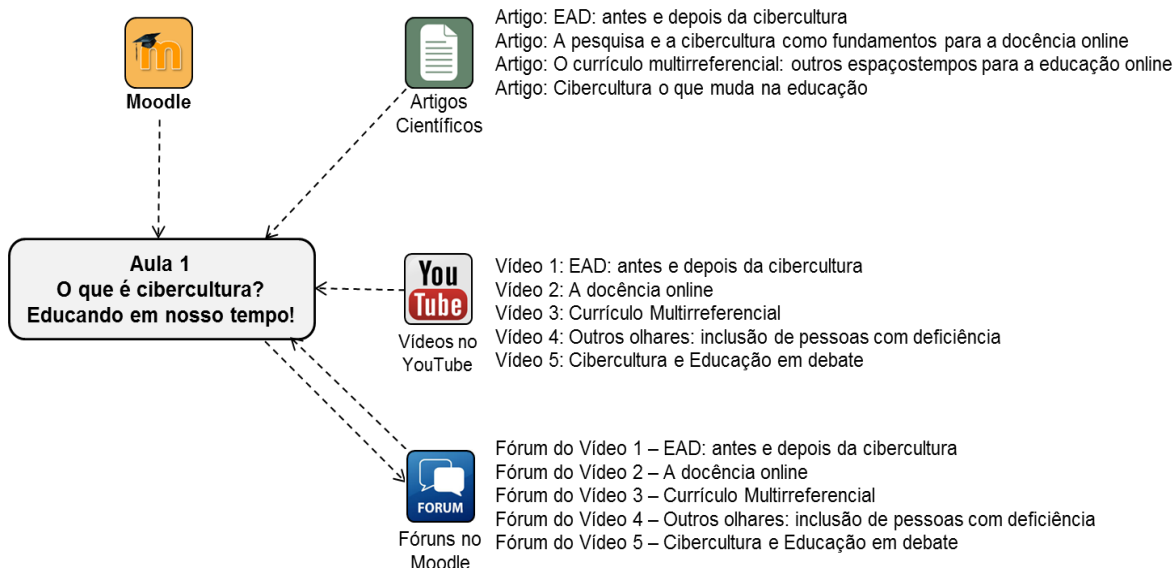 Moodle
Artigos
Científicos
Artigo: EAD: antes e depois da cibercultura
Artigo: A pesquisa e a cibercultura como fundamentos para a docência online
Artigo: O currículo multirreferencial: outros espaçostempos para a educação online
Artigo: Cibercultura o que muda na educação
Aula 1
O que é cibercultura?
Educando em nosso tempo!
You
Tube
Vídeos no
YouTube
Vídeo 1: EAD: antes e depois da cibercultura
Vídeo 2: A docência online
Vídeo 3: Currículo Multirreferencial
Vídeo 4: Outros olhares: inclusão de pessoas com deficiência
Vídeo 5: Cibercultura e Educação em debate
FORUM
Fóruns no
Moodle
Fórum do Vídeo 1 – EAD: antes e depois da cibercultura
Fórum do Vídeo 2 – A docência online
Fórum do Vídeo 3 – Currículo Multirreferencial
Fórum do Vídeo 4 – Outros olhares: inclusão de pessoas com deficiência
Fórum do Vídeo 5 – Cibercultura e Educação em debate